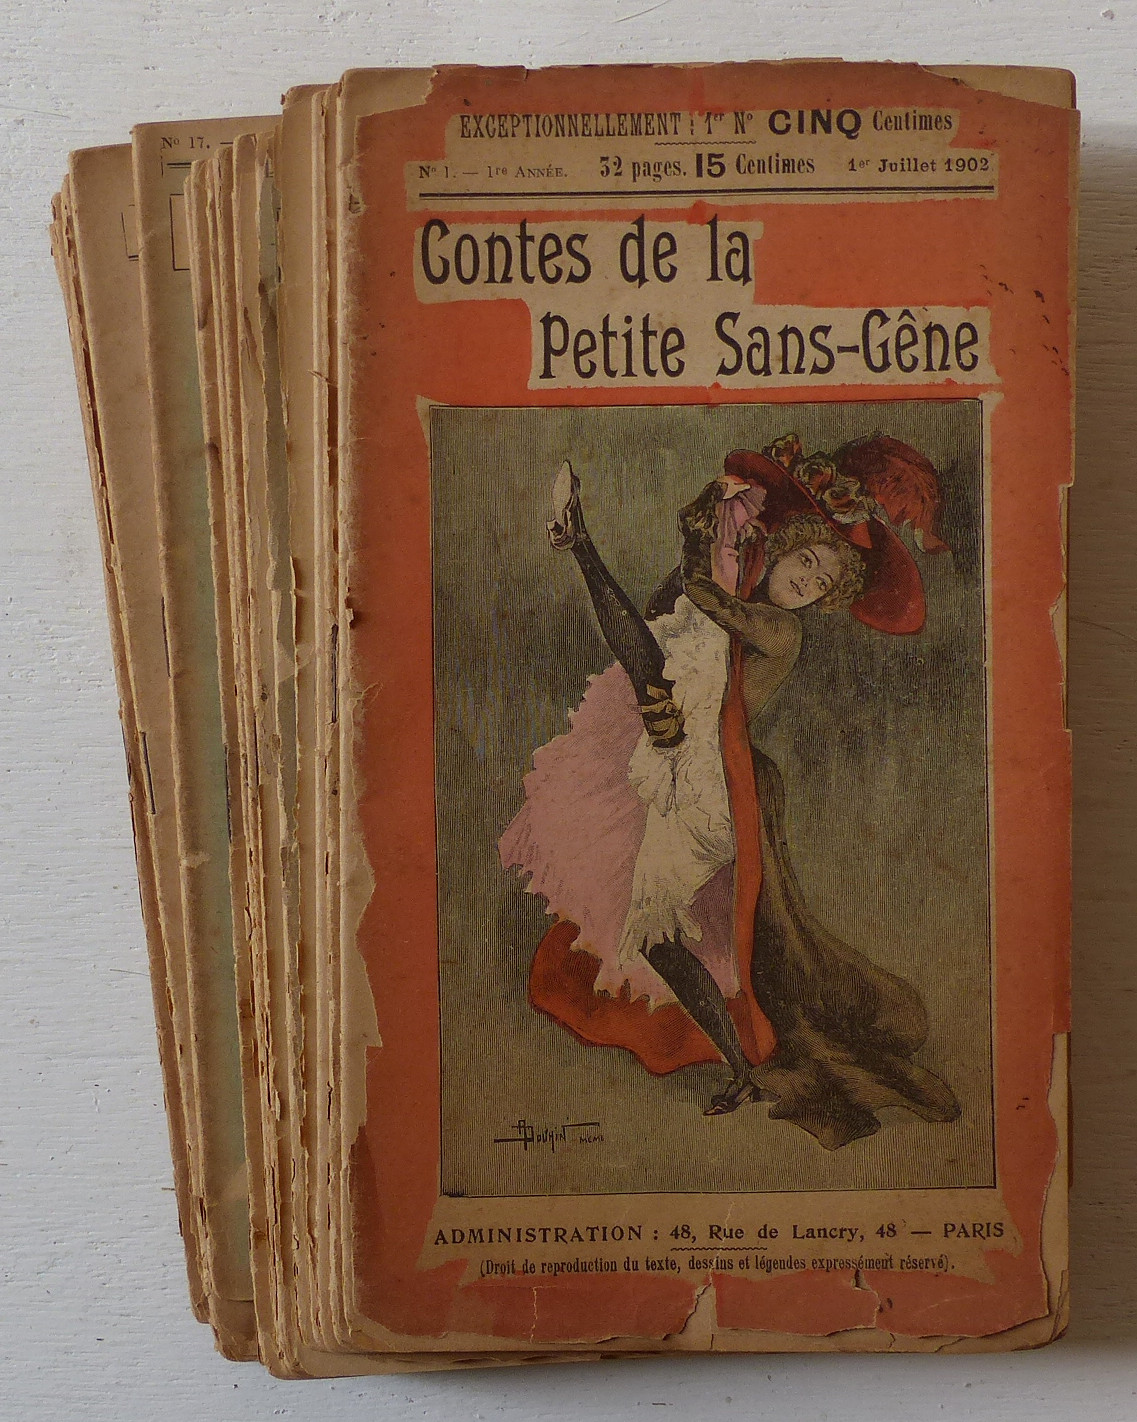 Nº 17. —
EXCEPTIONNELLEMENT : 1er Nº CINQ Centimes
Nº 1. — 1re ANNÉE. 32 pages. 15 Centimes 1er Juillet 1902
Contes de la
Petite Sans-Gêne
ADMINISTRATION : 48, Rue de Lancry, 48 — PARIS
(Droit de reproduction du texte, dessins et légendes expressément réservé).